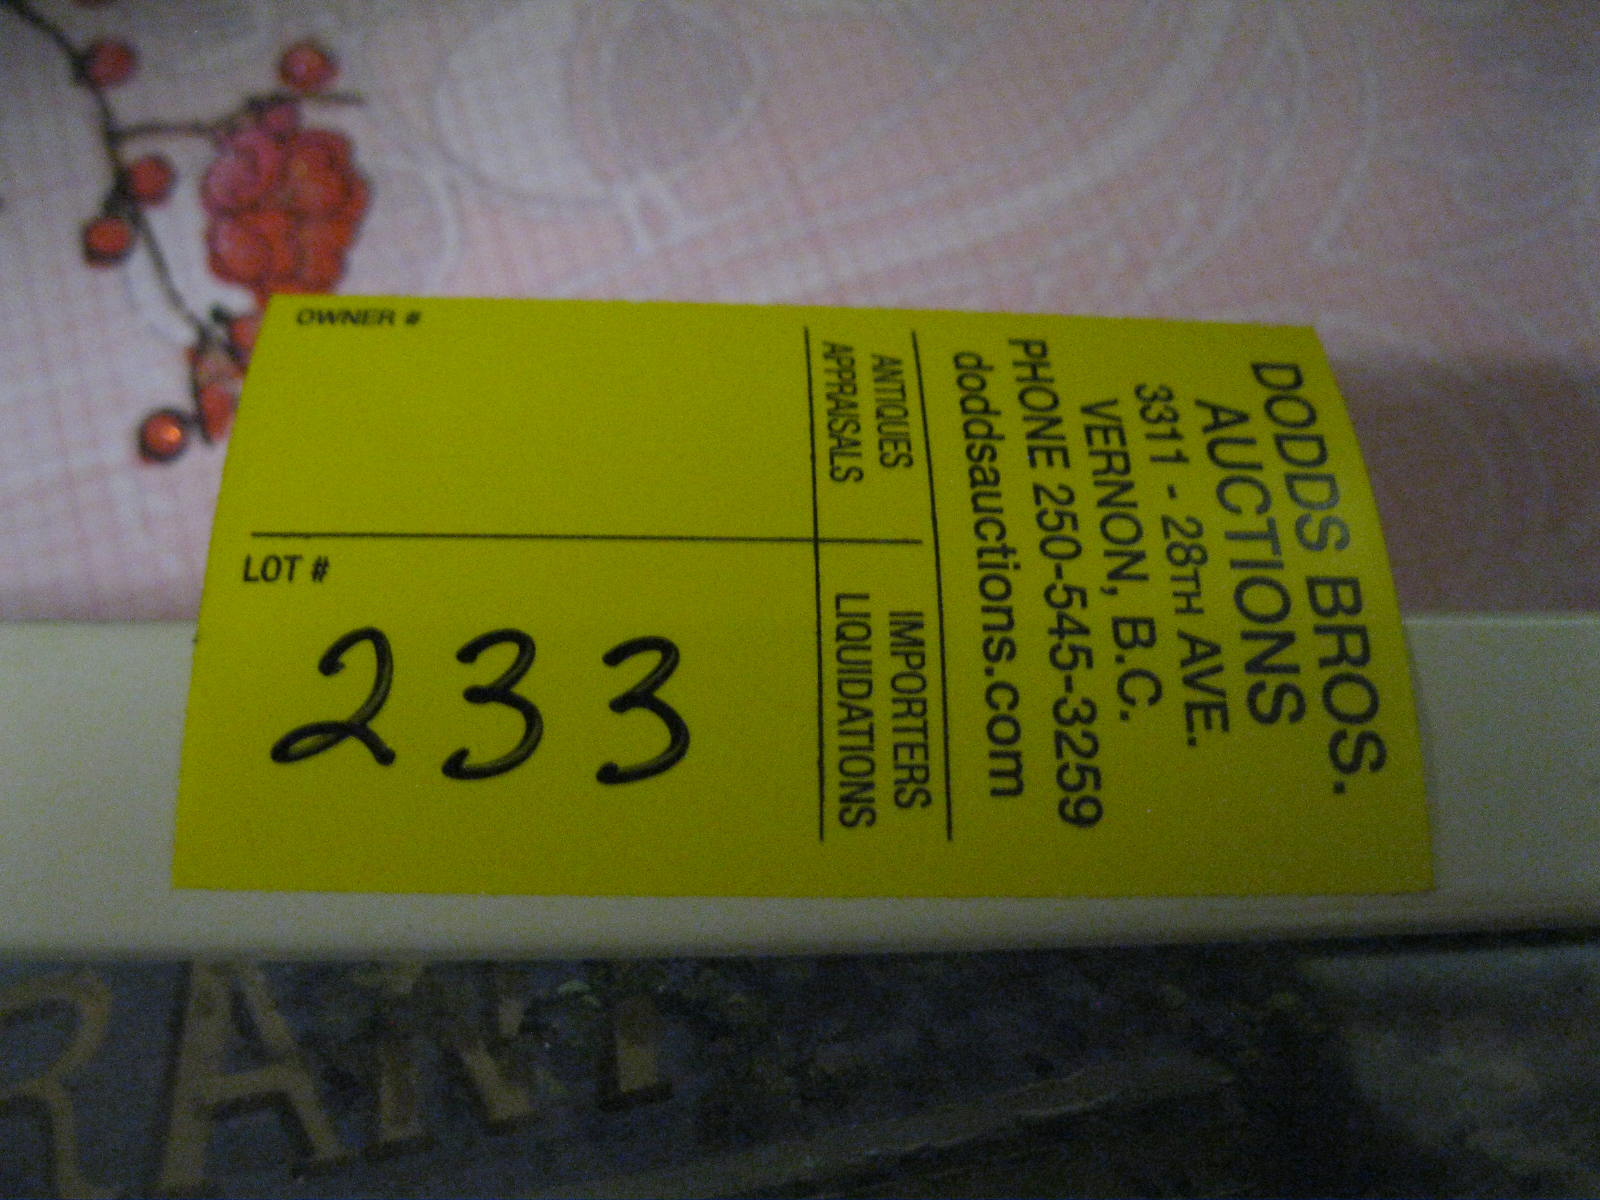 DODDS BROS.
AUCTIONS
3311 - 28TH AVE.
VERNON, B.C.
PHONE 250-545-3259
doddsauctions.com
ANTIQUES IMPORTERS
APPRAISALS LIQUIDATIONS
OWNER #
LOT #
233